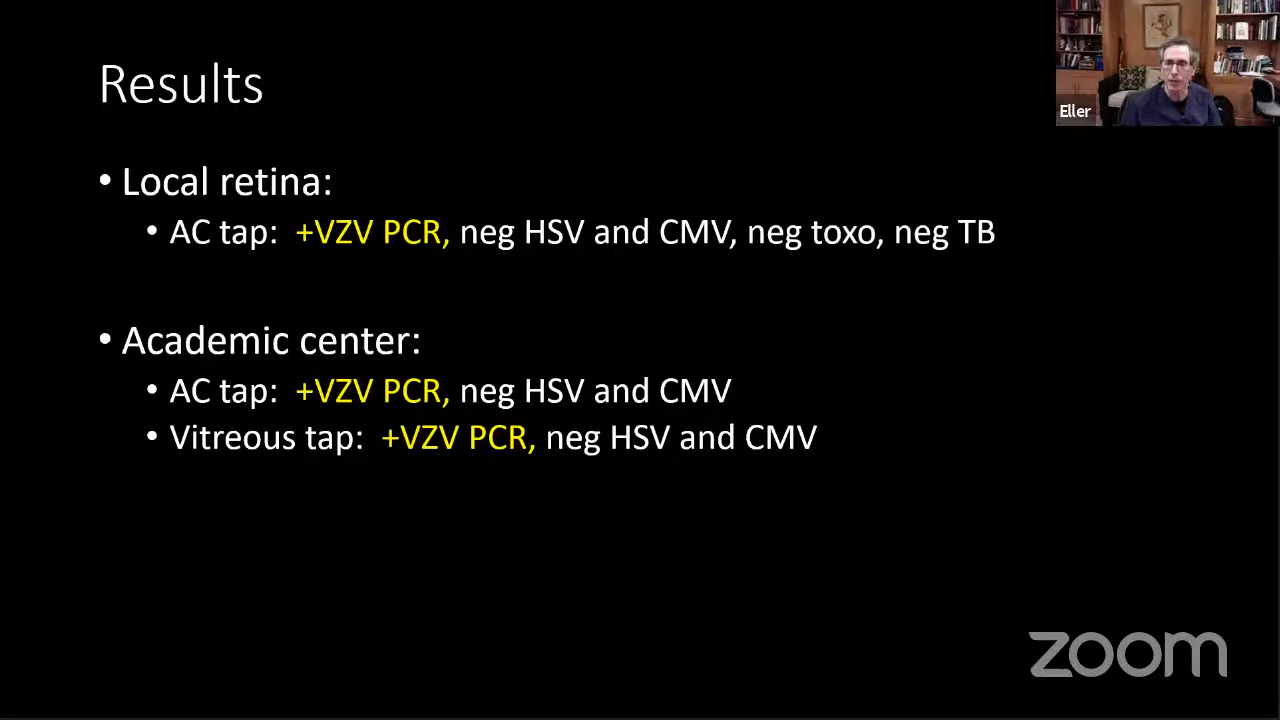 Results
Eller
• Local retina:
• AC tap: +VZV PCR, neg HSV and CMV, neg toxo, neg TB
• Academic center:
• AC tap: +VZV PCR, neg HSV and CMV
• Vitreous tap: +VZV PCR, neg HSV and CMV
zoom